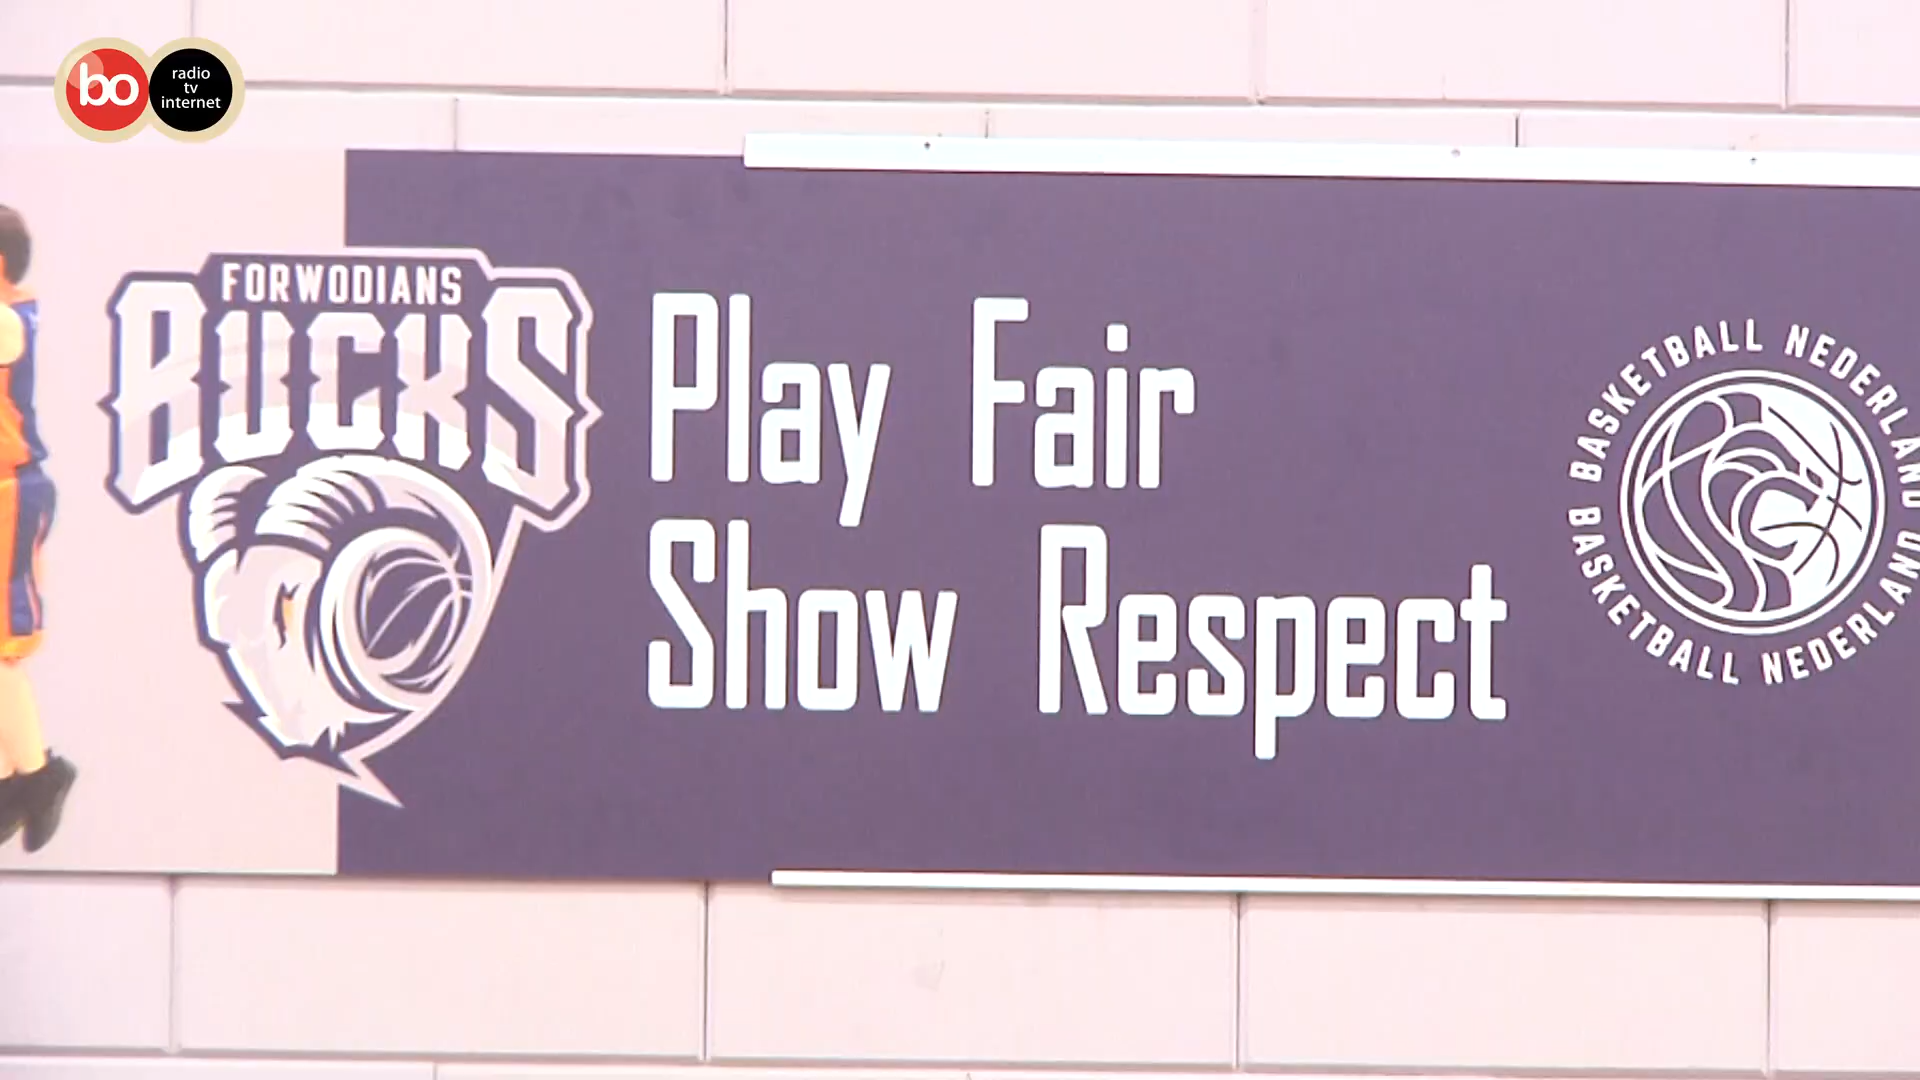 bo
radio
tv
internet
FORWODIANS
BUCKS
Play Fair
Show Respect
BASKETBALL NEDERLAND
BASKETBALL NEDERLAND